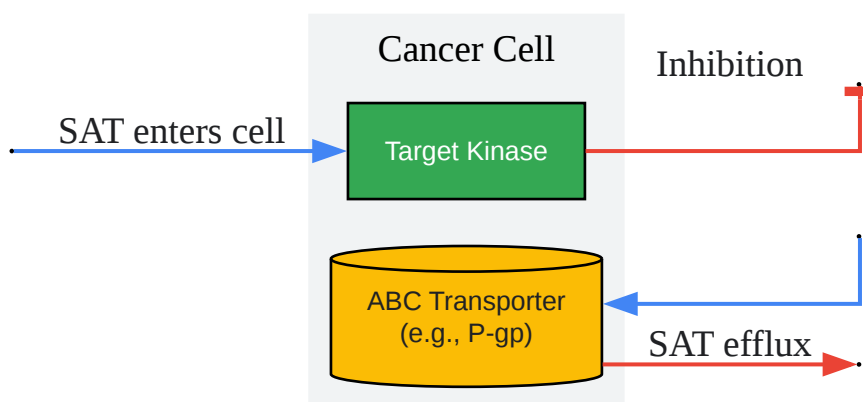 Cancer Cell
Inhibition
SAT enters cell
Target Kinase
ABC Transporter
(e.g., P-gp)
SAT efflux